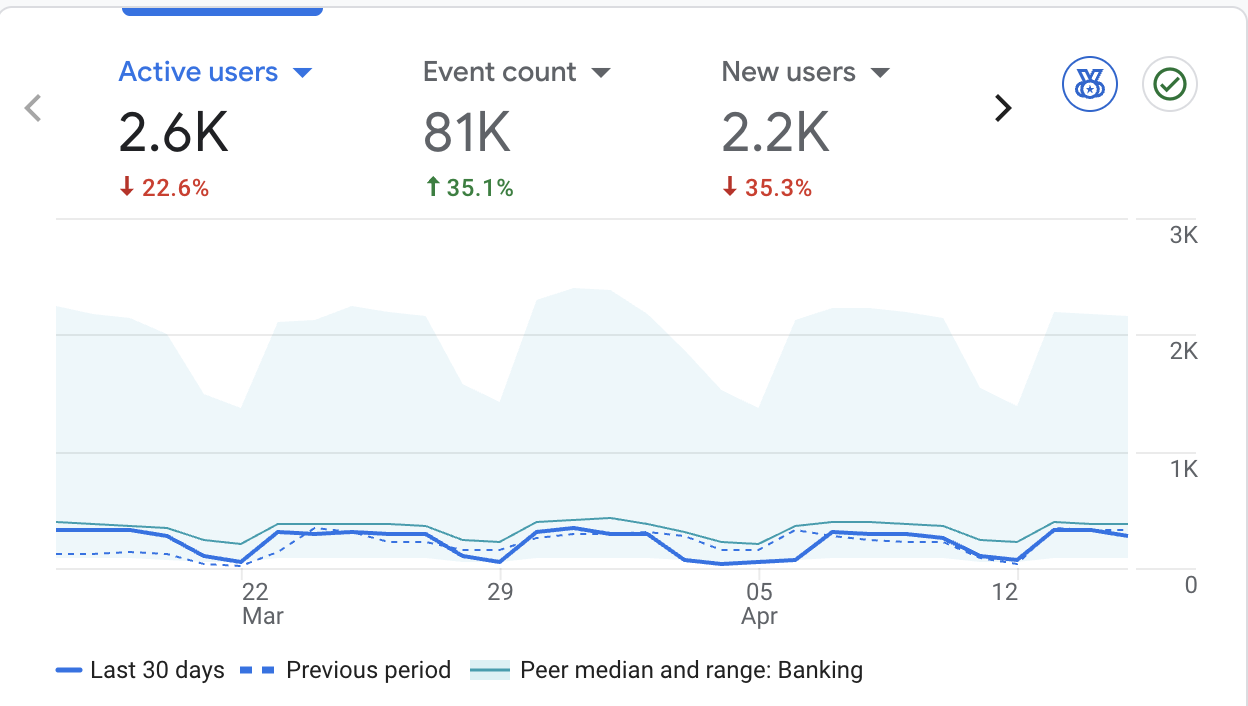 Active users Event count New users
2.6K 81K 2.2K
22.6% 35.1% 35.3%
3K
2K
1K
0
22 29 05 12
Mar Apr
Last 30 days Previous period Peer median and range: Banking